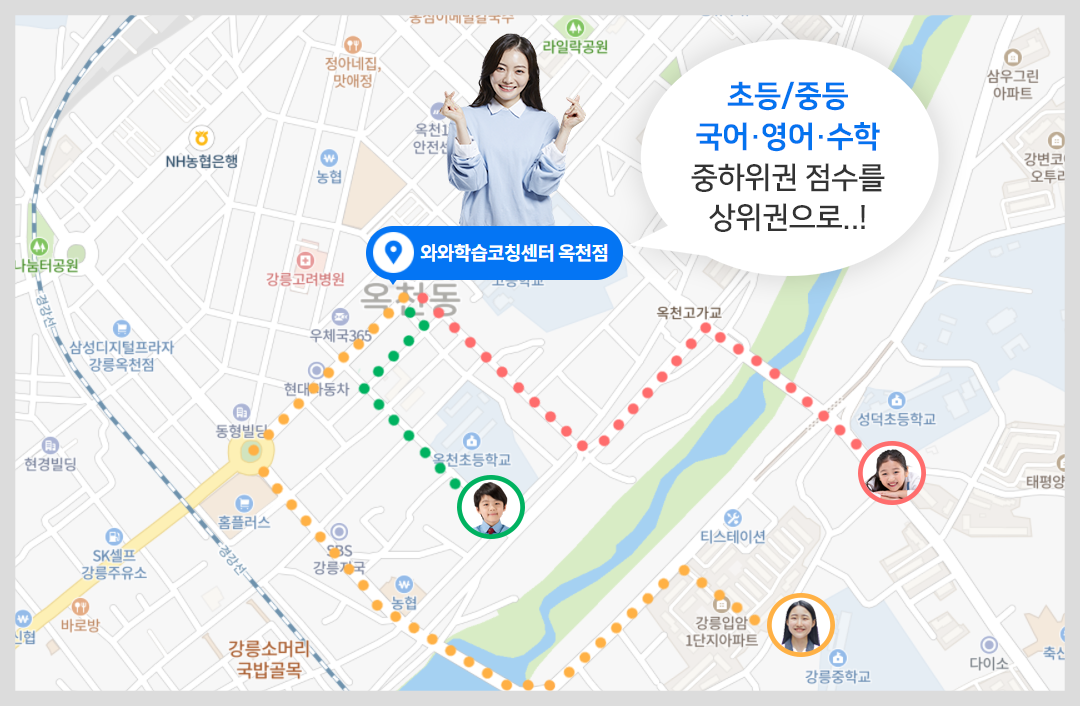 라일락공원
정아네집,
맛애정
삼우그린
아파트
초등/중등
국어·영어·수학
중하위권 점수를
상위권으로..!
옥천1
안전센
NH농협은행
농협
강변코
오투리
와와학습코칭센터 옥천점
나눔터공원
강릉고려병원
경강선
옥천동
우체국365
옥천고가교
삼성디지털프라자
강릉옥천점
현대자동차
동형빌딩
성덕초등학교
현경빌딩
옥천초등학교
태평양
홈플러스
경강선
SBS
강릉지국
티스테이션
SK셀프
강릉주유소
농협
바로방
신협
강릉입암
1단지아파트
강릉소머리
국밥골목
강릉중학교
다이소
축산